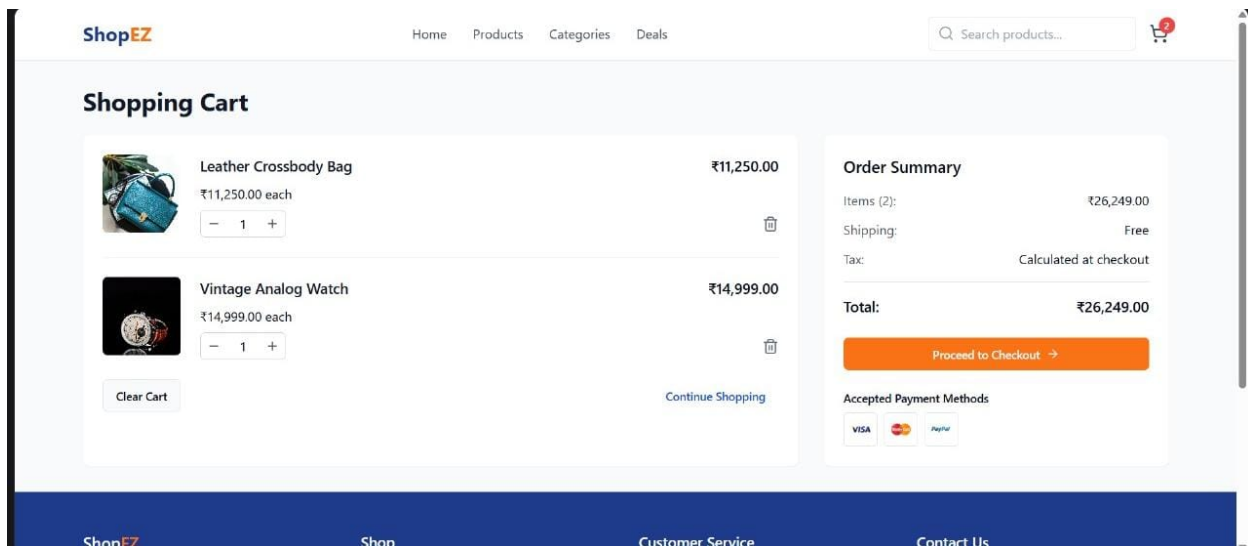 ShopEZ
Home Products Categories Deals
Search products...
2
Shopping Cart
Leather Crossbody Bag ₹11,250.00
₹11,250.00 each
− 1 +
Vintage Analog Watch ₹14,999.00
₹14,999.00 each
− 1 +
Clear Cart Continue Shopping
Order Summary
Items (2): ₹26,249.00
Shipping: Free
Tax: Calculated at checkout
Total: ₹26,249.00
Proceed to Checkout →
Accepted Payment Methods
VISA PayPal
ShopEZ Shop Customer Service Contact Us